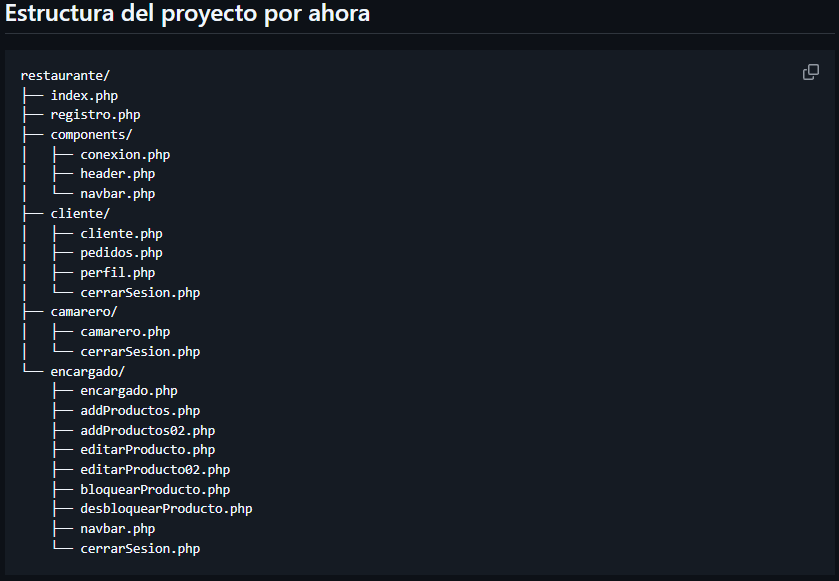 Estructura del proyecto por ahora
restaurante/
├── index.php
├── registro.php
├── components/
│   ├── conexion.php
│   ├── header.php
│   └── navbar.php
├── cliente/
│   ├── cliente.php
│   ├── pedidos.php
│   ├── perfil.php
│   └── cerrarSesion.php
├── camarero/
│   ├── camarero.php
│   └── cerrarSesion.php
└── encargado/
    ├── encargado.php
    ├── addProductos.php
    ├── addProductos02.php
    ├── editarProducto.php
    ├── editarProducto02.php
    ├── bloquearProducto.php
    ├── desbloquearProducto.php
    ├── navbar.php
    └── cerrarSesion.php